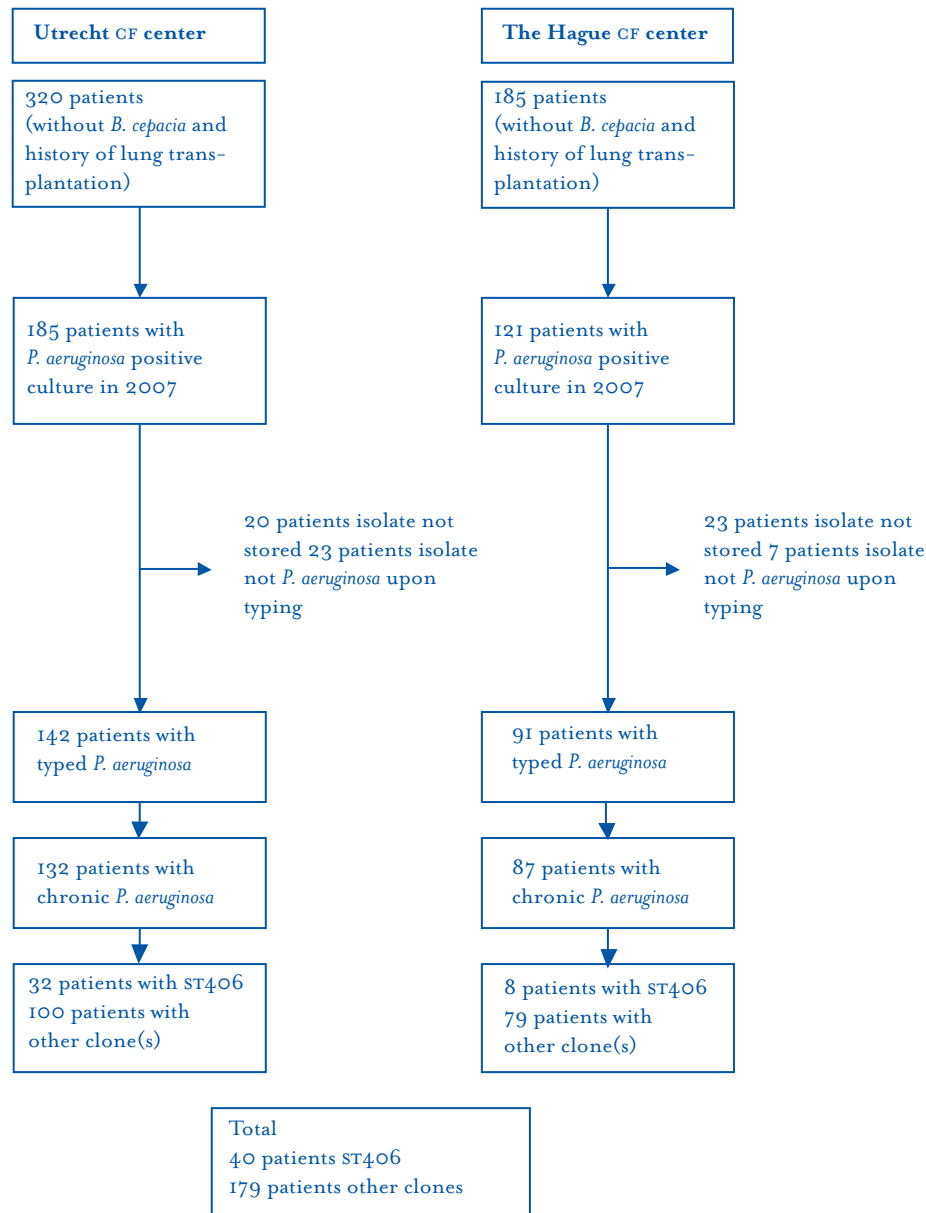 Utrecht CF center
320 patients
(without B. cepacia and
history of lung trans-
plantation)
185 patients with
P. aeruginosa positive
culture in 2007
20 patients isolate not
stored 23 patients isolate
not P. aeruginosa upon
typing
142 patients with
typed P. aeruginosa
132 patients with
chronic P. aeruginosa
32 patients with ST406
100 patients with
other clone(s)
The Hague CF center
185 patients
(without B. cepacia and
history of lung trans-
plantation)
121 patients with
P. aeruginosa positive
culture in 2007
23 patients isolate not
stored 7 patients isolate
not P. aeruginosa upon
typing
91 patients with
typed P. aeruginosa
87 patients with
chronic P. aeruginosa
8 patients with ST406
79 patients with
other clone(s)
Total
40 patients ST406
179 patients other clones